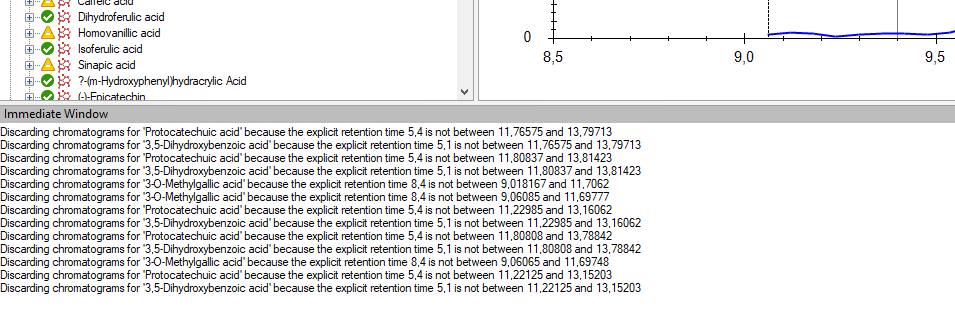 Caffeic acid
Dihydroferulic acid
Homovanillic acid
Isoferulic acid
Sinapic acid
?-(m-Hydroxyphenyl)hydracrylic Acid
(-)-Epicatechin
0
8,5
9,0
9,5
Immediate Window
Discarding chromatograms for 'Protocatechuic acid' because the explicit retention time 5,4 is not between 11,76575 and 13,79713
Discarding chromatograms for '3,5-Dihydroxybenzoic acid' because the explicit retention time 5,1 is not between 11,76575 and 13,79713
Discarding chromatograms for 'Protocatechuic acid' because the explicit retention time 5,4 is not between 11,80837 and 13,81423
Discarding chromatograms for '3,5-Dihydroxybenzoic acid' because the explicit retention time 5,1 is not between 11,80837 and 13,81423
Discarding chromatograms for '3-O-Methylgallic acid' because the explicit retention time 8,4 is not between 9,018167 and 11,7062
Discarding chromatograms for '3-O-Methylgallic acid' because the explicit retention time 8,4 is not between 9,06085 and 11,69777
Discarding chromatograms for 'Protocatechuic acid' because the explicit retention time 5,4 is not between 11,22985 and 13,16062
Discarding chromatograms for '3,5-Dihydroxybenzoic acid' because the explicit retention time 5,1 is not between 11,22985 and 13,16062
Discarding chromatograms for 'Protocatechuic acid' because the explicit retention time 5,4 is not between 11,80808 and 13,78842
Discarding chromatograms for '3,5-Dihydroxybenzoic acid' because the explicit retention time 5,1 is not between 11,80808 and 13,78842
Discarding chromatograms for '3-O-Methylgallic acid' because the explicit retention time 8,4 is not between 9,06065 and 11,69748
Discarding chromatograms for 'Protocatechuic acid' because the explicit retention time 5,4 is not between 11,22125 and 13,15203
Discarding chromatograms for '3,5-Dihydroxybenzoic acid' because the explicit retention time 5,1 is not between 11,22125 and 13,15203